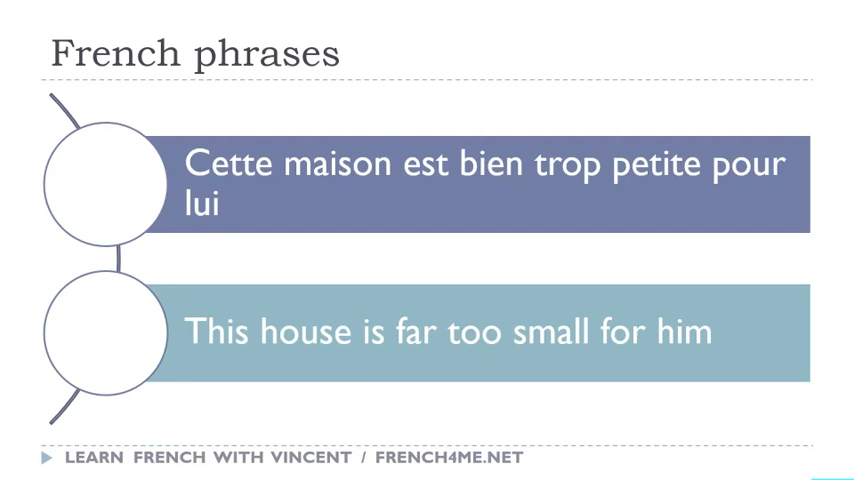 French phrases
Cette maison est bien trop petite pour
lui
This house is far too small for him
LEARN FRENCH WITH VINCENT / FRENCH4ME.NET